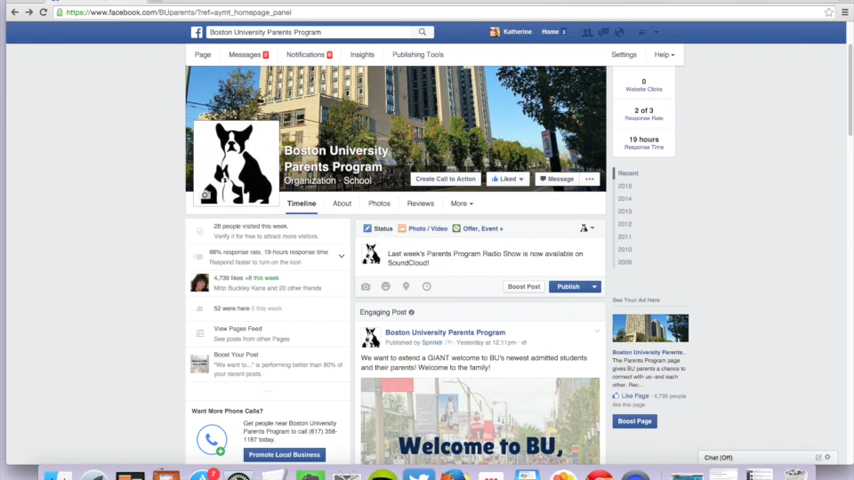 https://www.facebook.com/BUparents/?ref=aymt_homepage_panel
Boston University Parents Program
Katherine
Home 3
Page
Messages 2
Notifications 6
Insights
Publishing Tools
Settings
Help
0
Website Clicks
2 of 3
Response Rate
19 hours
Response Time
Boston University
Parents Program
Organization · School
Create Call to Action
Liked
Message
Timeline
About
Photos
Reviews
More
Recent
2015
2014
2013
2012
2011
2010
2009
28 people visited this week.
Verify it for free to attract more visitors.
66% response rate, 19-hours response time
Respond faster to turn on the icon
4,738 likes +8 this week
Mitzi Buckley Kane and 20 other friends
52 were here 0 this week
View Pages Feed
See posts from other Pages
Boost Your Post
"We want to..." is performing better than 80% of
your recent posts.
Want More Phone Calls?
Get people near Boston University
Parents Program to call (617) 358-
1187 today.
Promote Local Business
Status
Photo / Video
Offer, Event +
Last week's Parents Program Radio Show is now available on
SoundCloud!
Boost Post
Publish
Engaging Post
Boston University Parents Program
Published by Sprinklr (?) · Yesterday at 12:11pm ·
We want to extend a GIANT welcome to BU's newest admitted students
and their parents! Welcome to the family!
Welcome to BU,
See Your Ad Here
Boston University Parents..
The Parents Program page
gives BU parents a chance to
connect with us--and each
other. Rec...
Like Page · 4,738 people
like this page
Boost Page
Chat (Off)
7